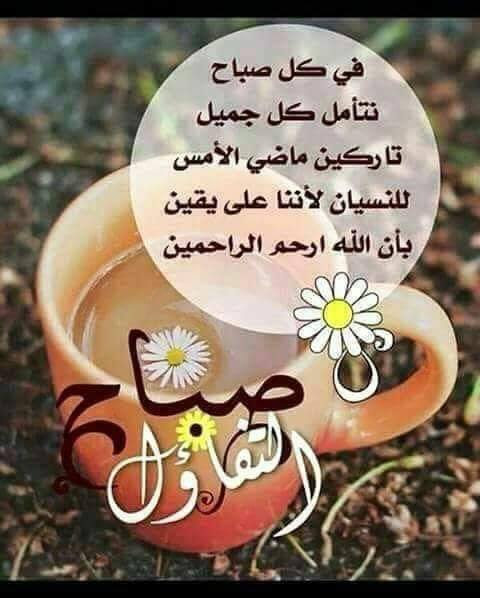 في كل صباح
نتأمل كل جميل
تاركين ماضي الأمس
للنسيان لأننا على يقين
بأن الله ارحم الراحمين
صباح
التفاؤل